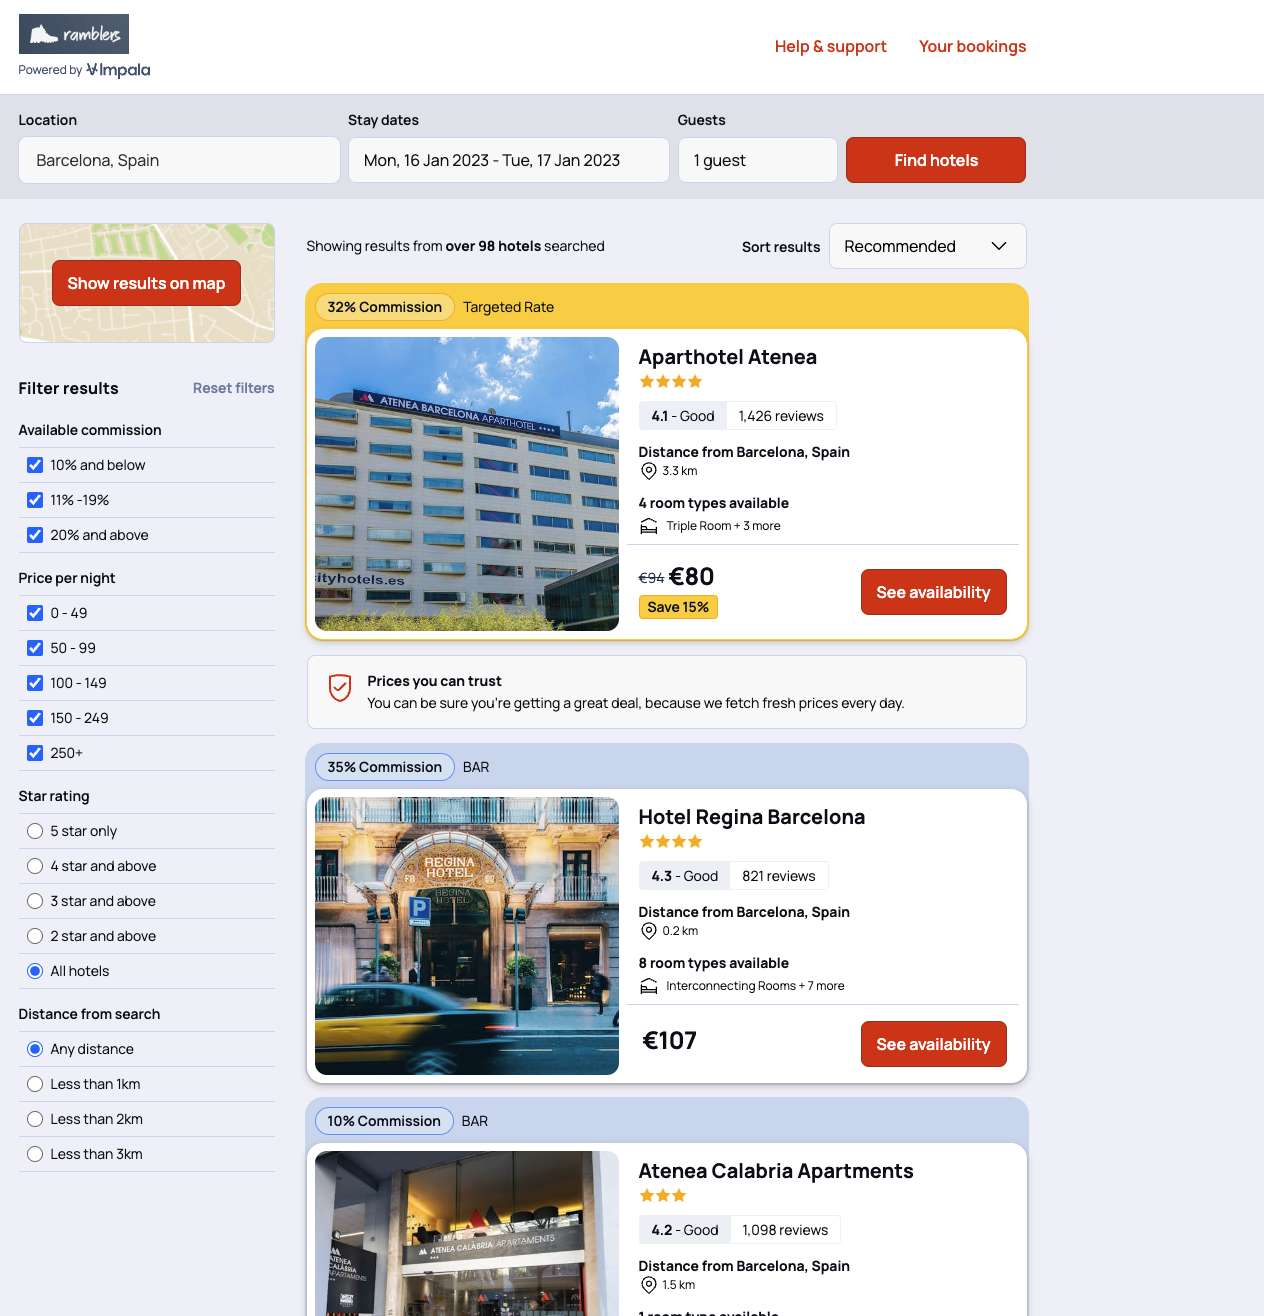 ramblers
Powered by Impala
Help & support
Your bookings
Location
Stay dates
Guests
Barcelona, Spain
Mon, 16 Jan 2023 - Tue, 17 Jan 2023
1 guest
Find hotels
Show results on map
Showing results from over 98 hotels searched
Sort results
Recommended
Filter results
Reset filters
Available commission
10% and below
11% -19%
20% and above
Price per night
0 - 49
50 - 99
100 - 149
150 - 249
250+
Star rating
5 star only
4 star and above
3 star and above
2 star and above
All hotels
Distance from search
Any distance
Less than 1km
Less than 2km
Less than 3km
32% Commission
Targeted Rate
ATENEA BARCELONA APARTHOTEL ****
cityhotels.es
Aparthotel Atenea
4.1 - Good
1,426 reviews
Distance from Barcelona, Spain
3.3 km
4 room types available
Triple Room + 3 more
€94 €80
Save 15%
See availability
Prices you can trust
You can be sure you're getting a great deal, because we fetch fresh prices every day.
35% Commission
BAR
REGINA
HOTEL
REGINA
HOTEL
P
Hotel Regina Barcelona
4.3 - Good
821 reviews
Distance from Barcelona, Spain
0.2 km
8 room types available
Interconnecting Rooms + 7 more
€107
See availability
10% Commission
BAR
ATENEA CALÀBRIA APARTAMENTS
ATENEA
CALÀBRIA
APARTAMENTS
Atenea Calabria Apartments
4.2 - Good
1,098 reviews
Distance from Barcelona, Spain
1.5 km
1 room type available